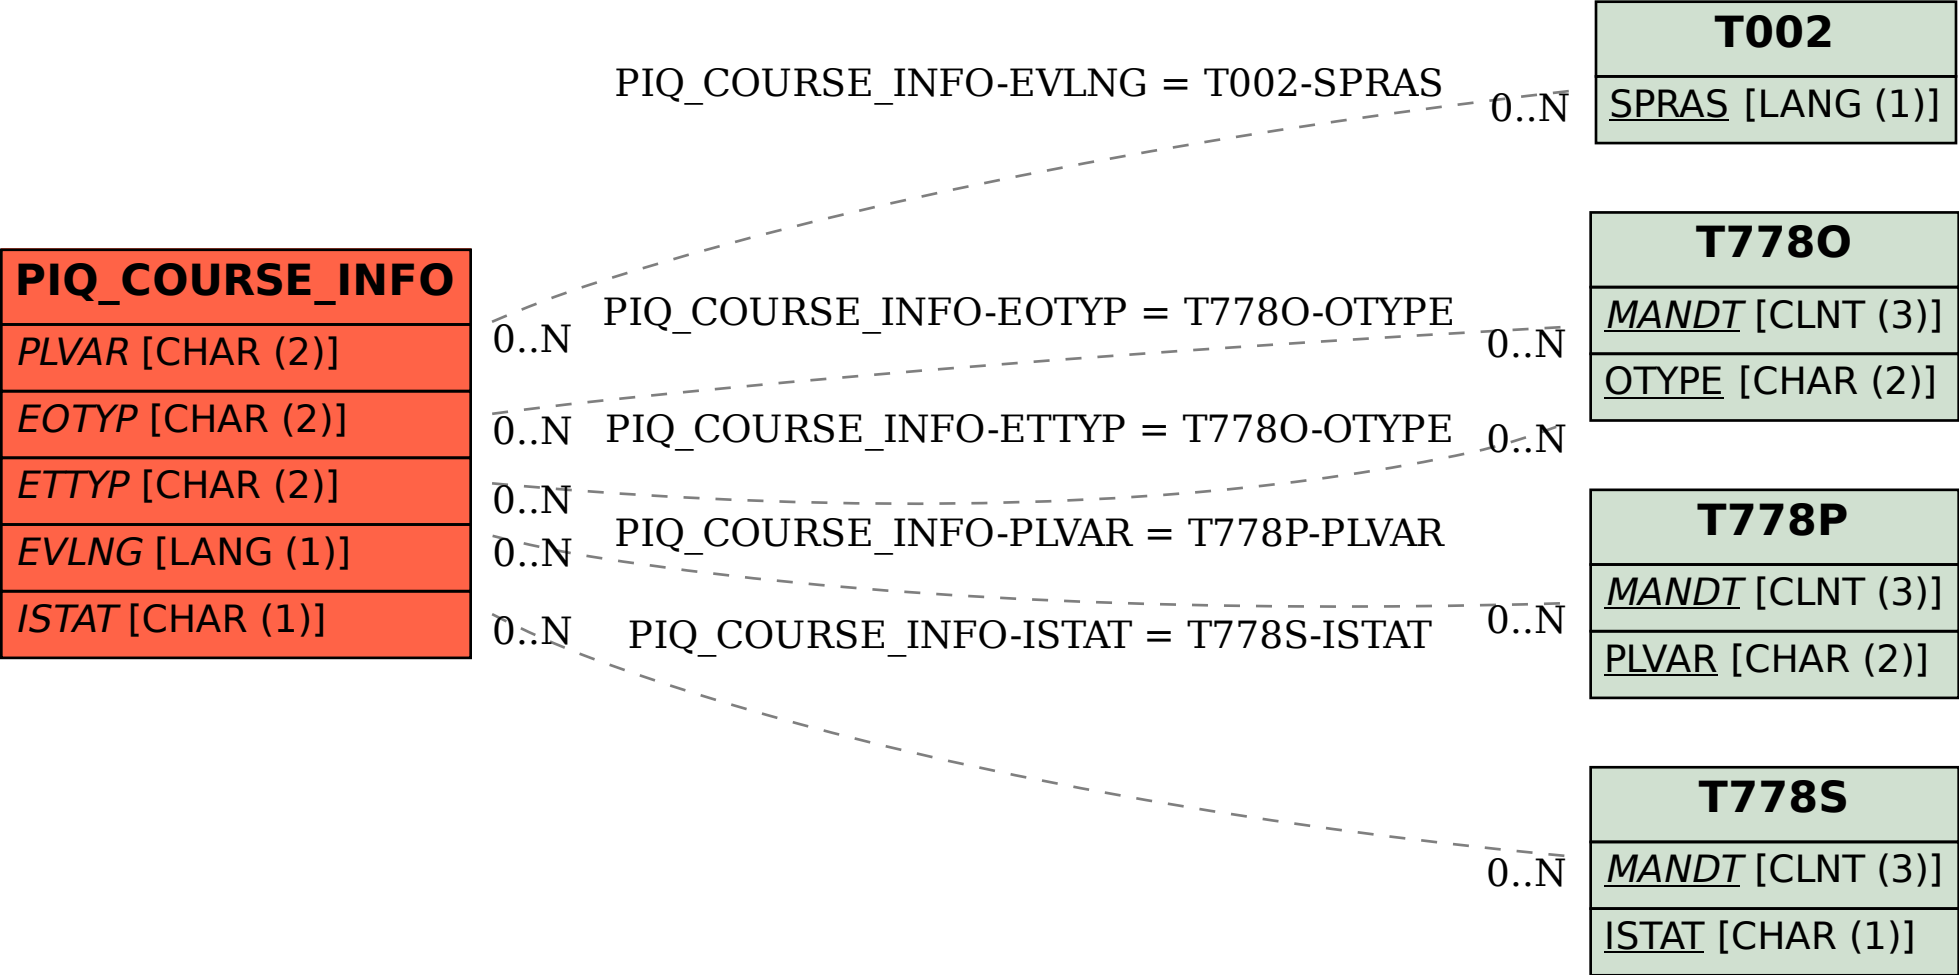 T002
SPRAS [LANG (1)]
PIQ_COURSE_INFO-EVLNG = T002-SPRAS
0..N
PIQ_COURSE_INFO
PLVAR [CHAR (2)]
EOTYP [CHAR (2)]
ETTYP [CHAR (2)]
EVLNG [LANG (1)]
ISTAT [CHAR (1)]
0..N
0..N
0..N
0..N
0..N
PIQ_COURSE_INFO-EOTYP = T778O-OTYPE
0..N
PIQ_COURSE_INFO-ETTYP = T778O-OTYPE
0..N
PIQ_COURSE_INFO-PLVAR = T778P-PLVAR
0..N
PIQ_COURSE_INFO-ISTAT = T778S-ISTAT
0..N
T778O
MANDT [CLNT (3)]
OTYPE [CHAR (2)]
T778P
MANDT [CLNT (3)]
PLVAR [CHAR (2)]
T778S
MANDT [CLNT (3)]
ISTAT [CHAR (1)]